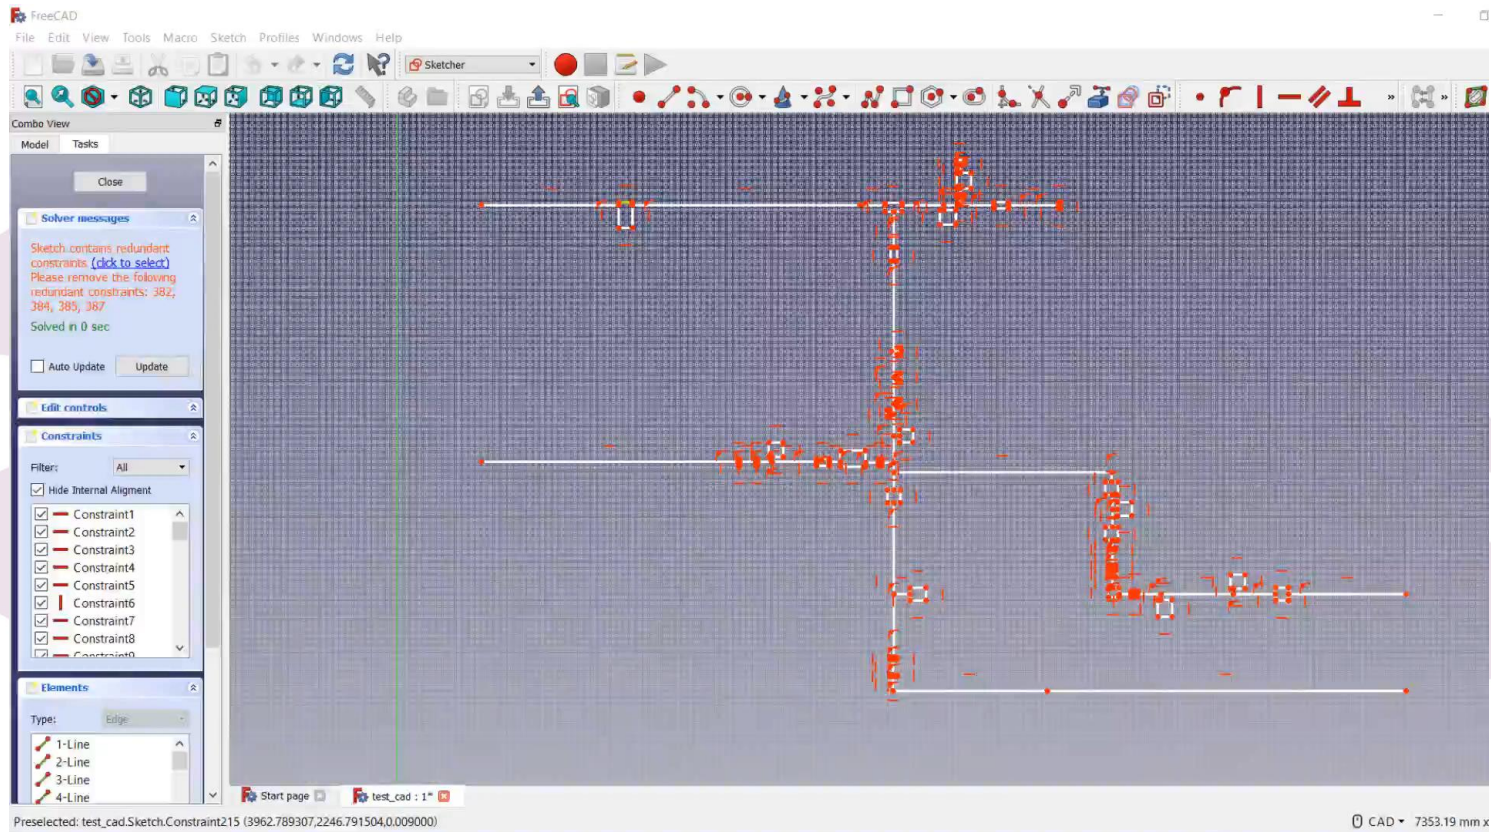 FreeCAD
File Edit View Tools Macro Sketch Profiles Windows Help
Sketcher
Combo View
Model Tasks
Close
Solver messages
Sketch contains redundant
constraints (click to select)
Please remove the following
redundant constraints: 382,
384, 385, 387
Solved in 0 sec
Auto Update Update
Edit controls
Constraints
Filter: All
Hide Internal Aligment
Constraint1
Constraint2
Constraint3
Constraint4
Constraint5
Constraint6
Constraint7
Constraint8
Constraint9
Elements
Type: Edge
1-Line
2-Line
3-Line
4-Line
Start page test_cad : 1*
Preselected: test_cad.Sketch.Constraint215 (3962.789307,2246.791504,0.009000) CAD 7353.19 mm x